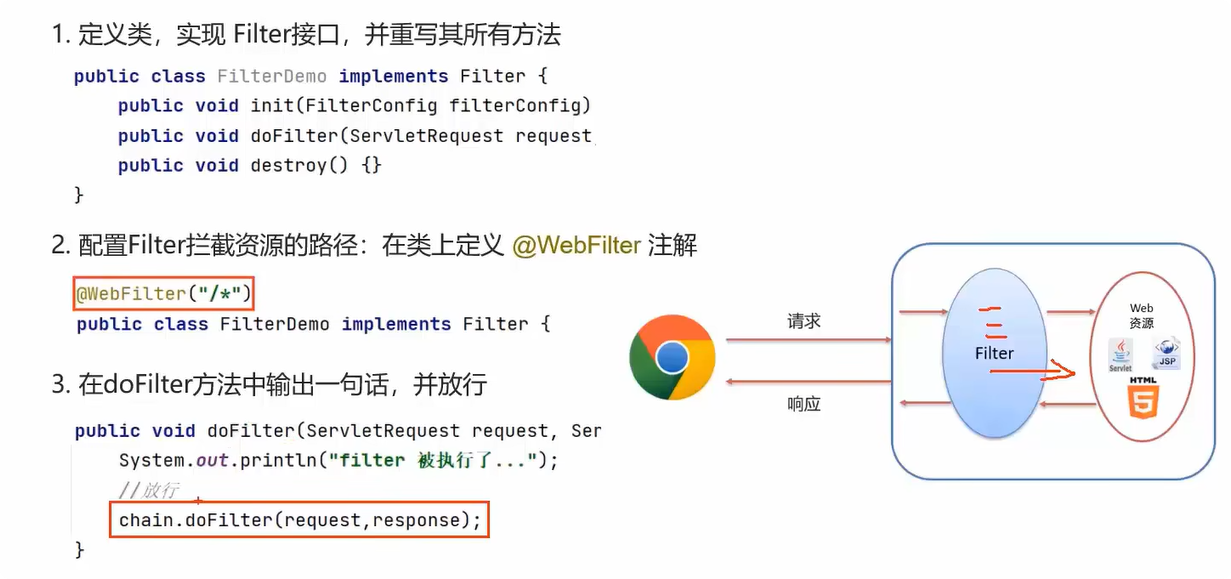 1. 定义类，实现 Filter接口，并重写其所有方法
public class FilterDemo implements Filter {
public void init(FilterConfig filterConfig)
public void doFilter(ServletRequest request,
public void destroy() {}
}
2. 配置Filter拦截资源的路径：在类上定义 @WebFilter 注解
@WebFilter("/*")
public class FilterDemo implements Filter {
3. 在doFilter方法中输出一句话，并放行
public void doFilter(ServletRequest request, Ser
System.out.println("filter 被执行了...");
//放行
chain.doFilter(request,response);
}
请求
响应
Filter
Web
资源
Servlet
JSP
HTML
5